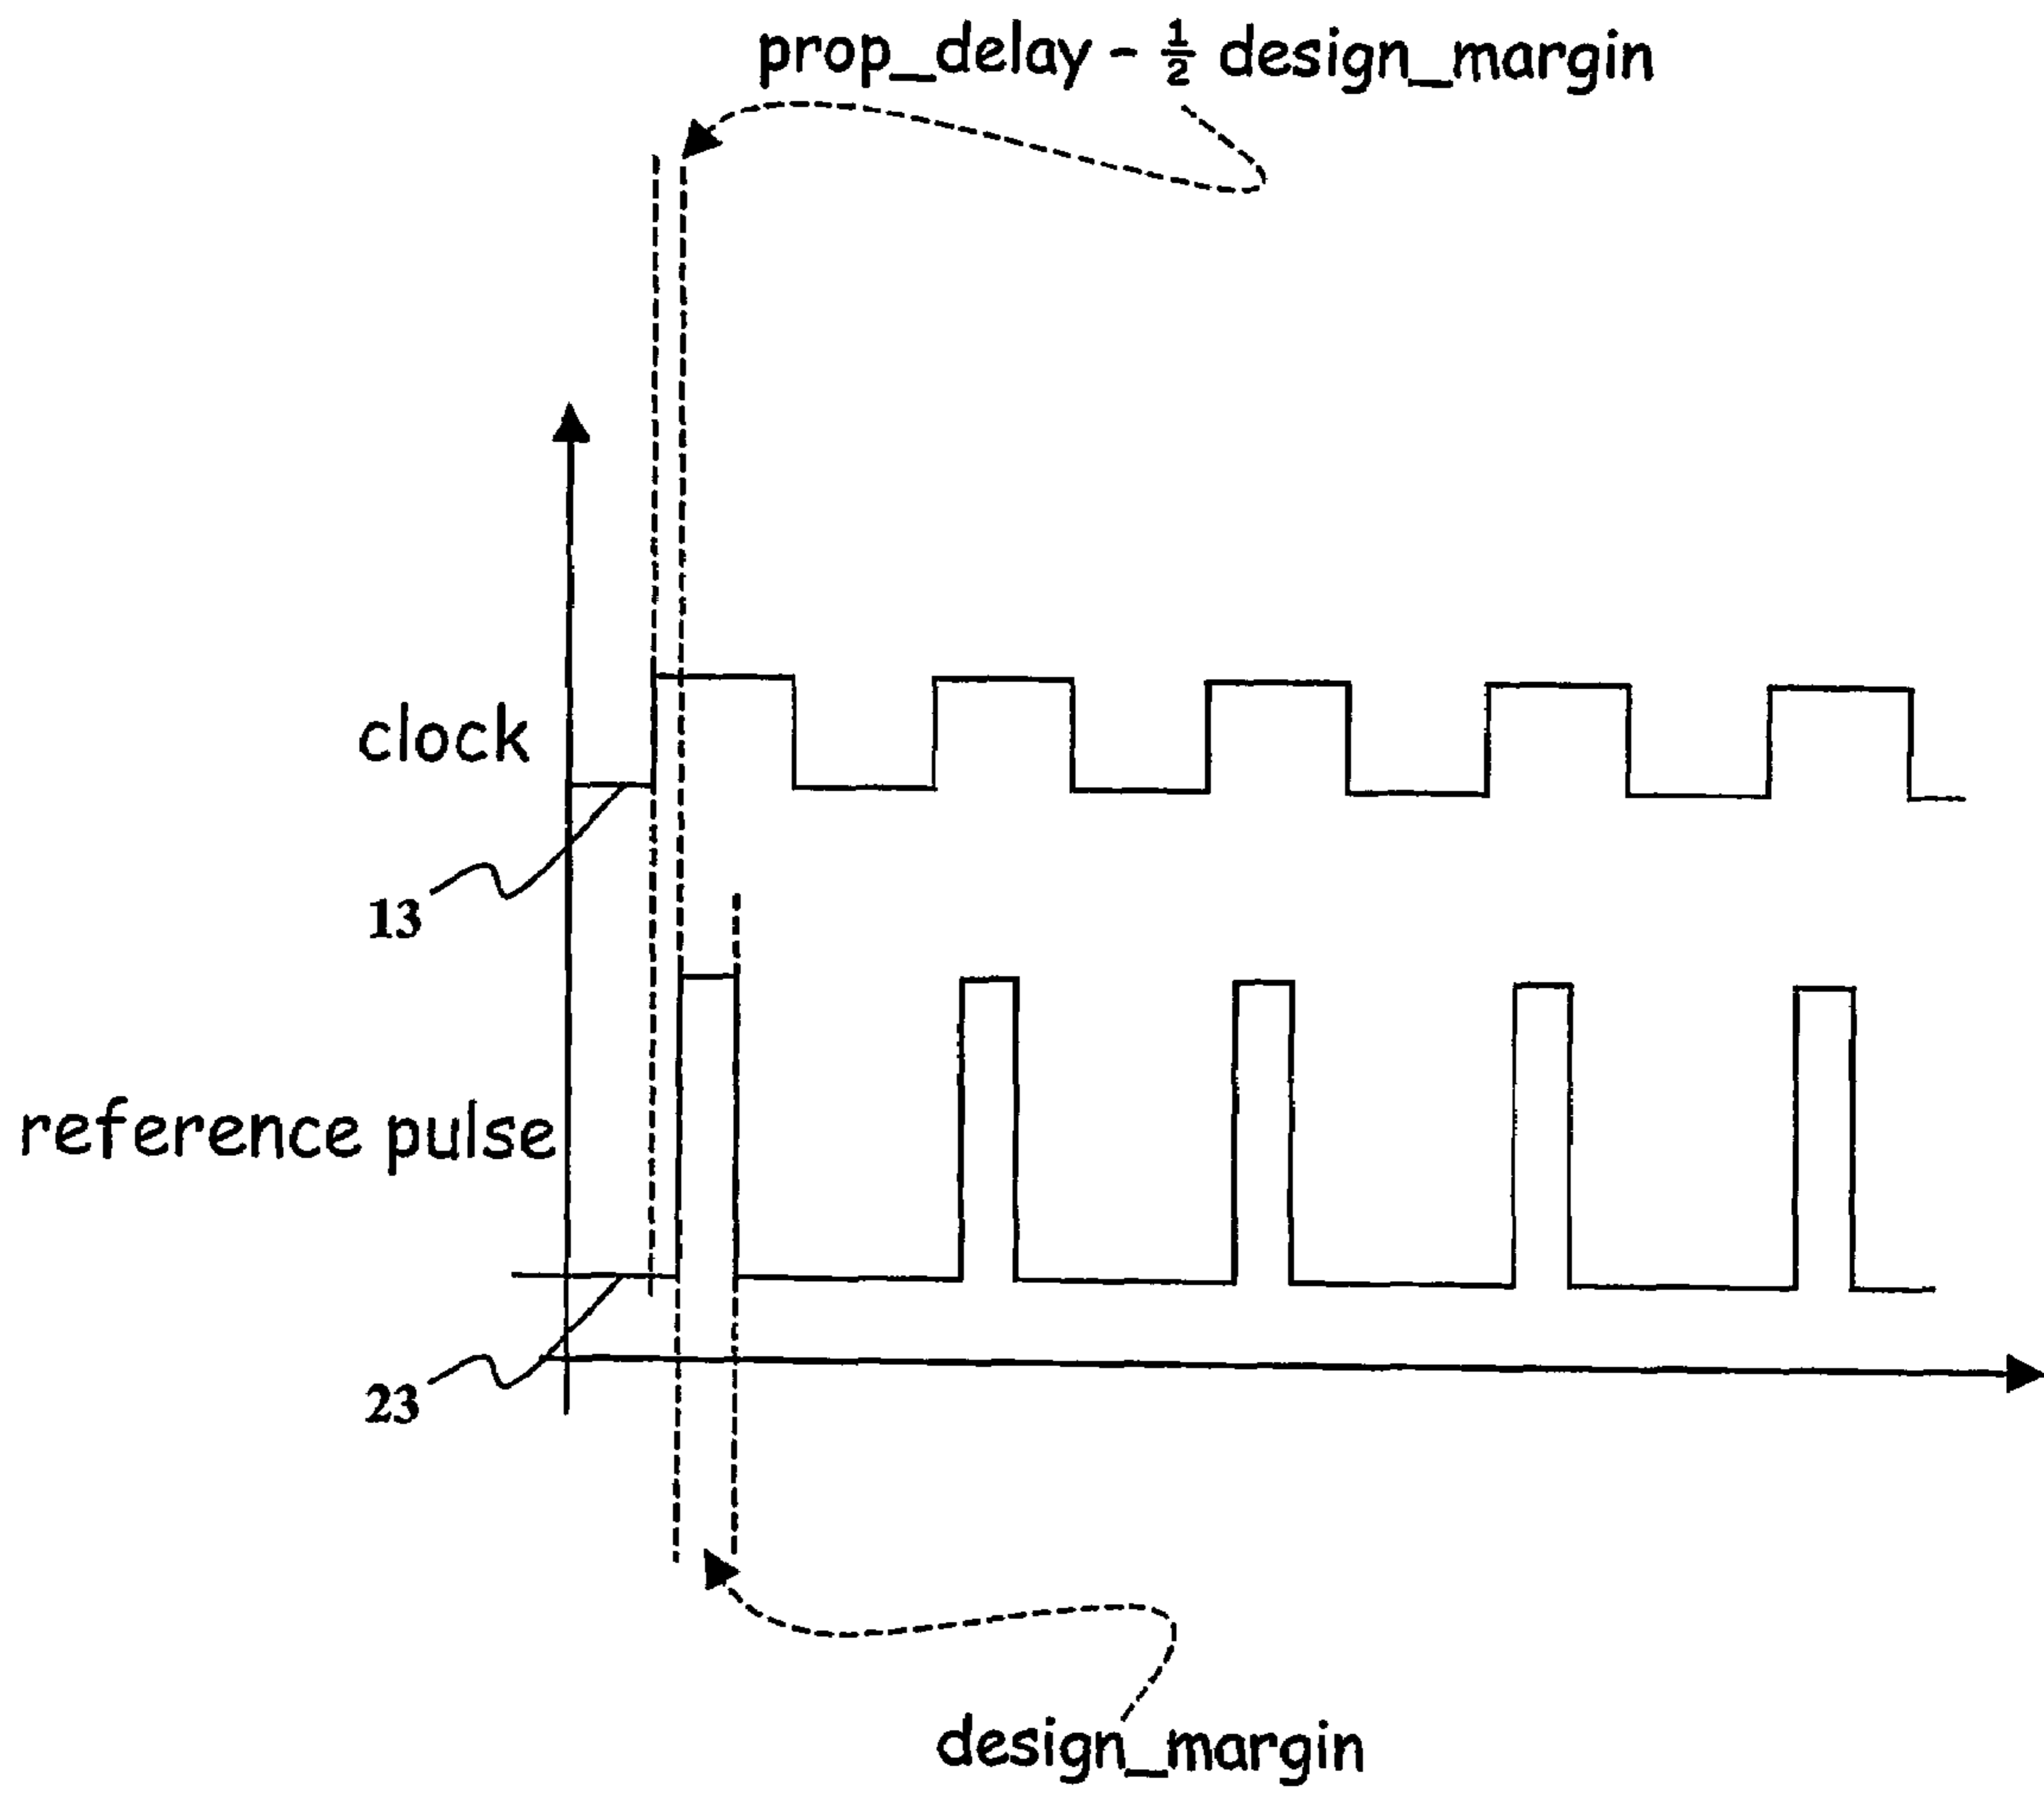 prop_delay - ½ design_margin
clock
13
reference pulse
23
design_margin